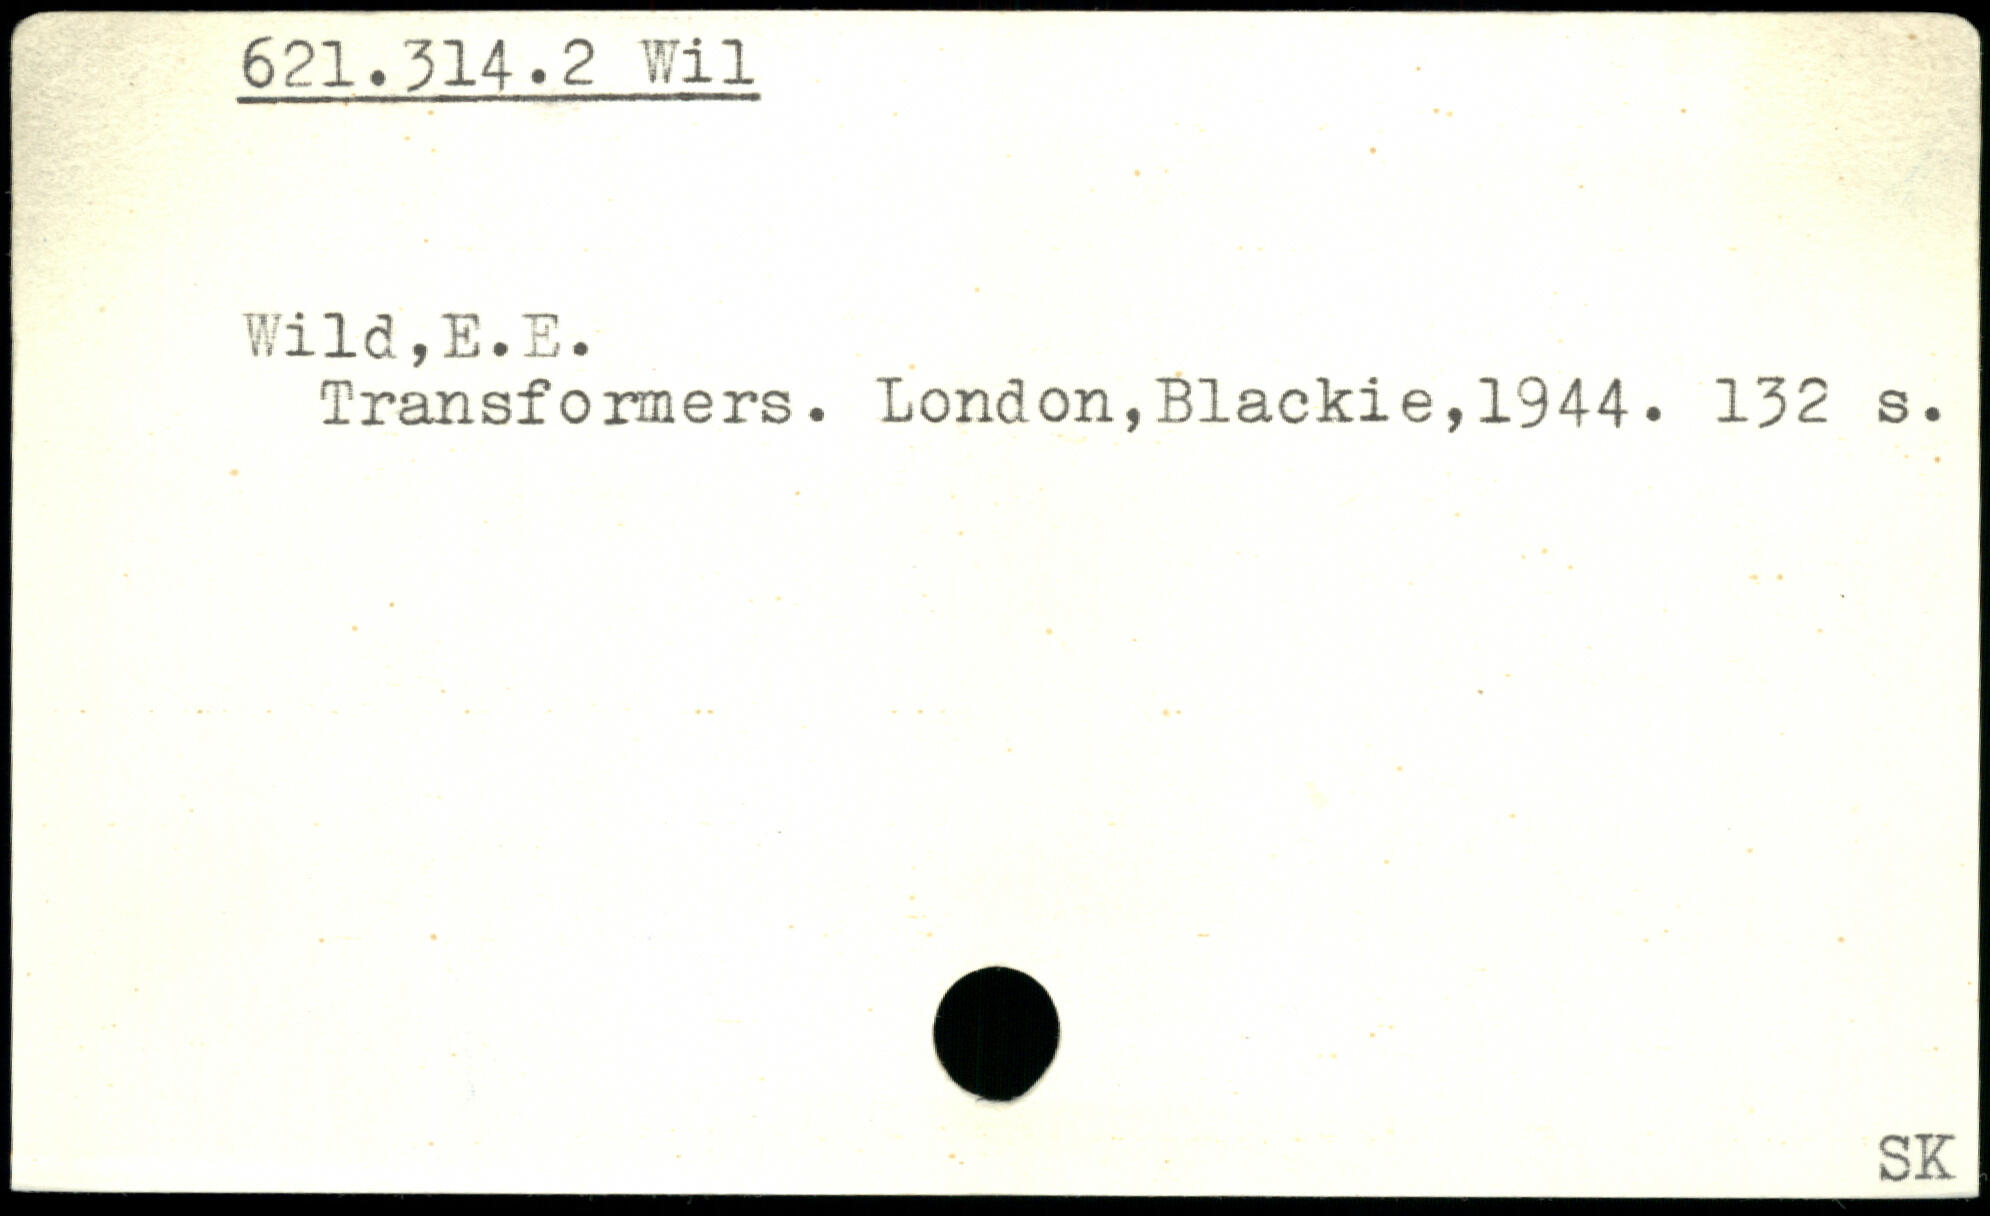 621.314.2 Wil
Wild,E.E.
Transformers. London,Blackie,1944. 132 s.
SK